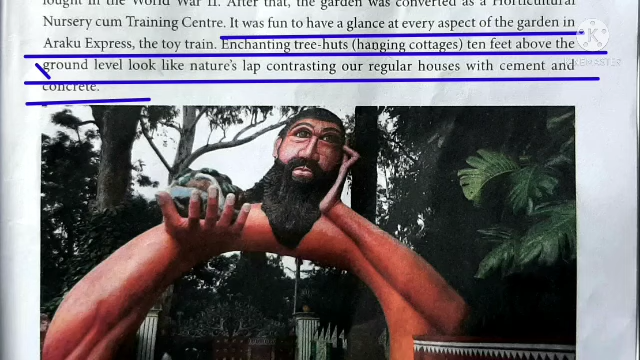 fought in the World War II. After that, the garden was converted as a Horticultural
Nursery cum Training Centre. It was fun to have a glance at every aspect of the garden in
Araku Express, the toy train. Enchanting tree-huts (hanging cottages) ten feet above the
ground level look like nature's lap contrasting our regular houses with cement and
concrete.
KINEMASTER